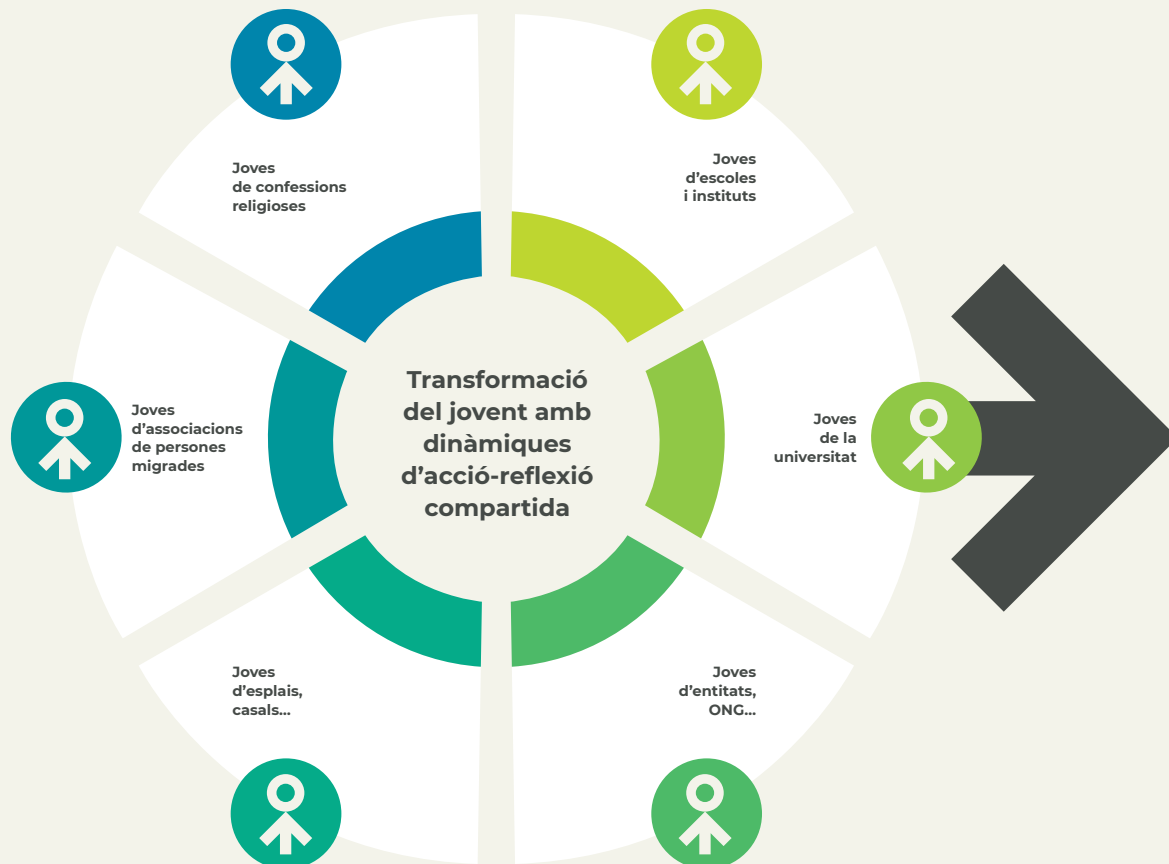 Joves
de confessions
religioses
Joves
d’escoles
i instituts
Joves
d’associacions
de persones
migrades
Transformació
del jovent amb
dinàmiques
d’acció-reflexió
compartida
Joves
de la
universitat
Joves
d’esplais,
casals...
Joves
d’entitats,
ONG...